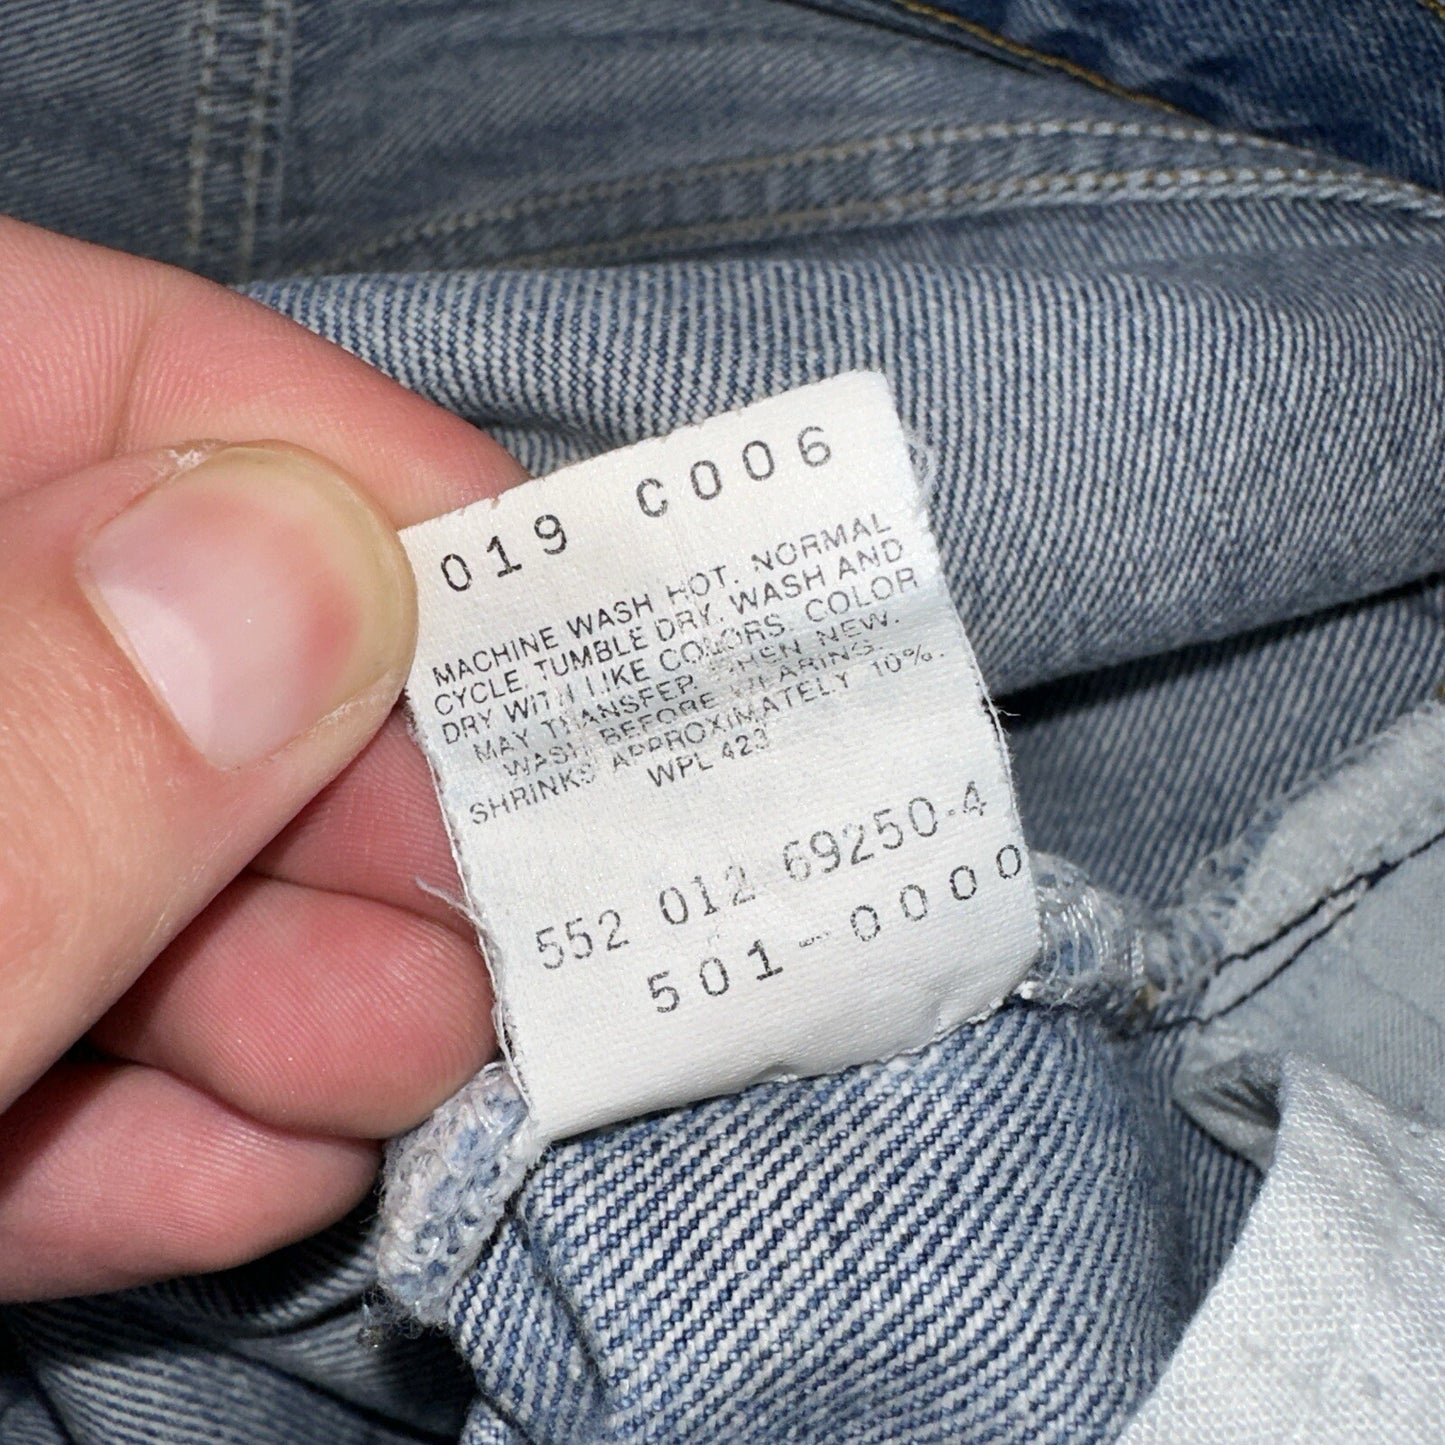 019 C006
MACHINE WASH HOT. NORMAL
CYCLE. TUMBLE DRY. WASH AND
DRY WITH LIKE COLORS. COLOR
MAY TRANSFER WHEN NEW.
WASH BEFORE WEARING.
SHRINKS APPROXIMATELY 10%.
WPL 423
552 012 69250-4
501-0000